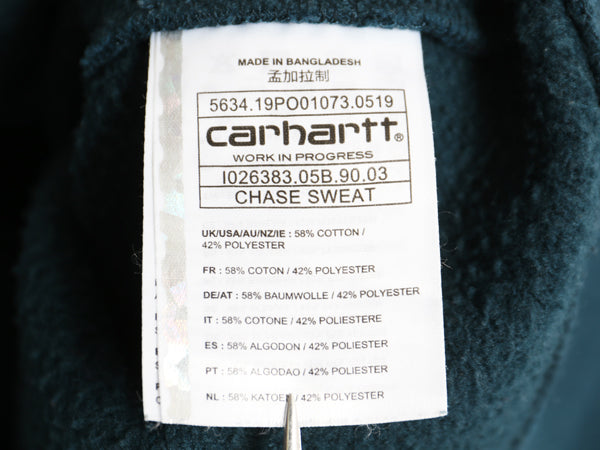 MADE IN BANGLADESH
孟加拉制
5634.19PO01073.0519
carhartt®
WORK IN PROGRESS
I026383.05B.90.03
CHASE SWEAT
UK/USA/AU/NZ/IE : 58% COTTON /
42% POLYESTER
FR : 58% COTON / 42% POLYESTER
DE/AT : 58% BAUMWOLLE / 42% POLYESTER
IT : 58% COTONE / 42% POLIESTERE
ES : 58% ALGODON / 42% POLIESTER
PT : 58% ALGODAO / 42% POLIESTER
NL : 58% KATOEN / 42% POLYESTER